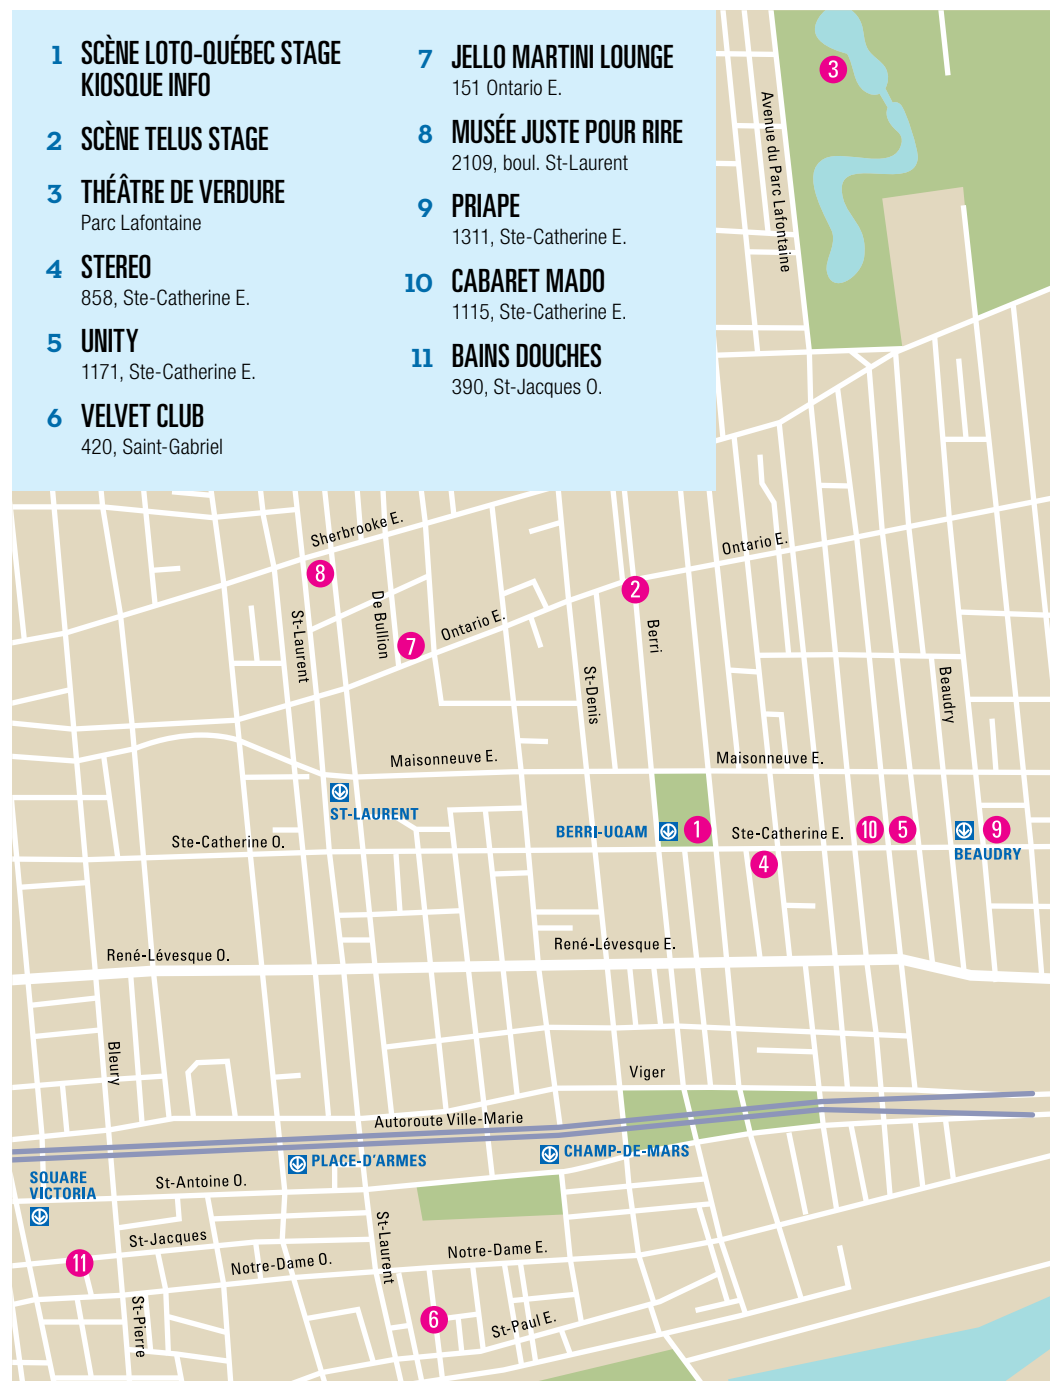 1 SCÈNE LOTO-QUÉBEC STAGE
KIOSQUE INFO
2 SCÈNE TELUS STAGE
3 THÉÂTRE DE VERDURE
Parc Lafontaine
4 STEREO
858, Ste-Catherine E.
5 UNITY
1171, Ste-Catherine E.
6 VELVET CLUB
420, Saint-Gabriel
7 JELLO MARTINI LOUNGE
151 Ontario E.
8 MUSÉE JUSTE POUR RIRE
2109, boul. St-Laurent
9 PRIAPE
1311, Ste-Catherine E.
10 CABARET MADO
1115, Ste-Catherine E.
11 BAINS DOUCHES
390, St-Jacques O.
3
Avenue du Parc Lafontaine
Sherbrooke E.
Ontario E.
8
2
De Bullion
St-Laurent
7
Ontario E.
Berri
St-Denis
Beaudry
Maisonneuve E.
Maisonneuve E.
ST-LAURENT
Ste-Catherine O.
BERRI-UQAM
1
Ste-Catherine E.
10
5
9
BEAUDRY
4
René-Lévesque O.
René-Lévesque E.
Bleury
Viger
Autoroute Ville-Marie
PLACE-D'ARMES
CHAMP-DE-MARS
SQUARE
VICTORIA
St-Antoine O.
St-Jacques
St-Laurent
11
Notre-Dame O.
Notre-Dame E.
St-Pierre
6
St-Paul E.